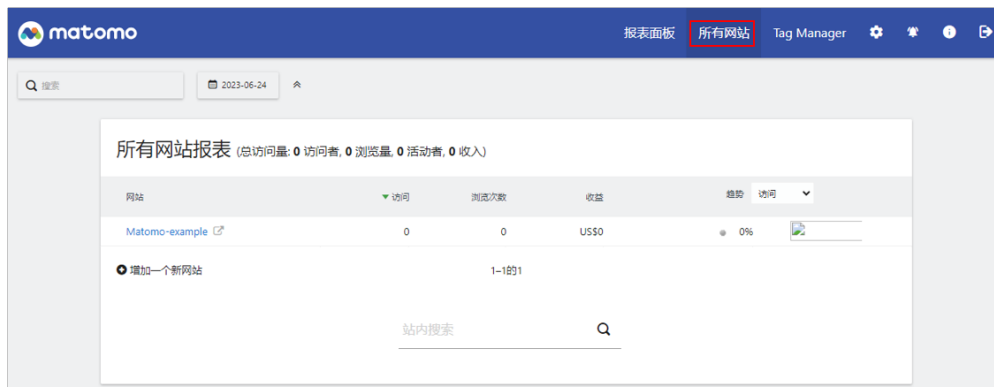 matomo 报表面板 所有网站 Tag Manager
搜索 2023-06-24
所有网站报表 (总访问量: 0 访问者, 0 浏览量, 0 活动者, 0 收入)
网站 访问 浏览次数 收益 趋势 访问
Matomo-example 0 0 US$0 0%
增加一个新网站 1–1的1
站内搜索